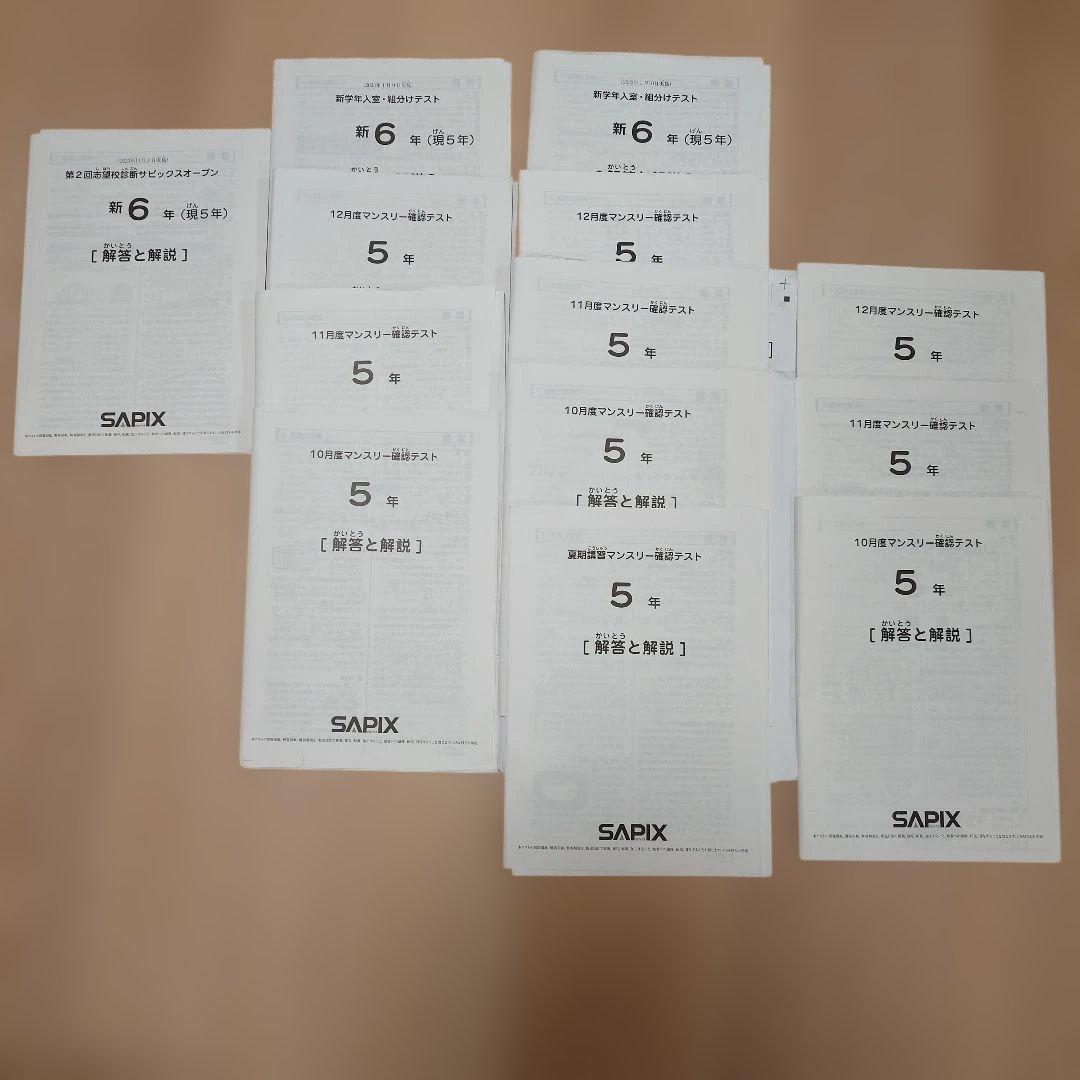 第2回志望校診断サピックスオープン
新6年(現5年)
[解答と解説]
SAPIX
新学年入室・組分けテスト
新6年(現5年)
12月度マンスリー確認テスト
5年
11月度マンスリー確認テスト
5年
10月度マンスリー確認テスト
5年
[解答と解説]
SAPIX
新学年入室・組分けテスト
新6年(現5年)
12月度マンスリー確認テスト
5年
11月度マンスリー確認テスト
5年
10月度マンスリー確認テスト
5年
[解答と解説]
夏期講習マンスリー確認テスト
5年
[解答と解説]
SAPIX
12月度マンスリー確認テスト
5年
11月度マンスリー確認テスト
5年
10月度マンスリー確認テスト
5年
[解答と解説]
SAPIX